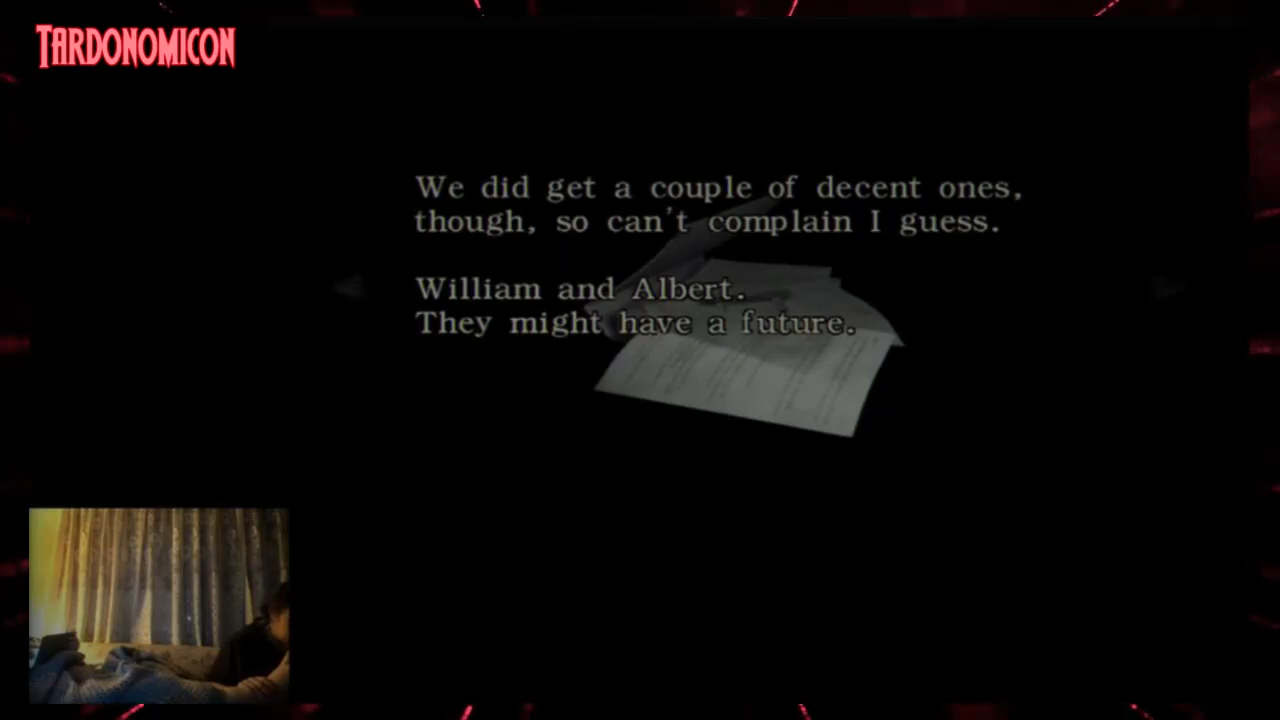 TARDONOMICON
We did get a couple of decent ones,
though, so can't complain I guess.
William and Albert.
They might have a future.